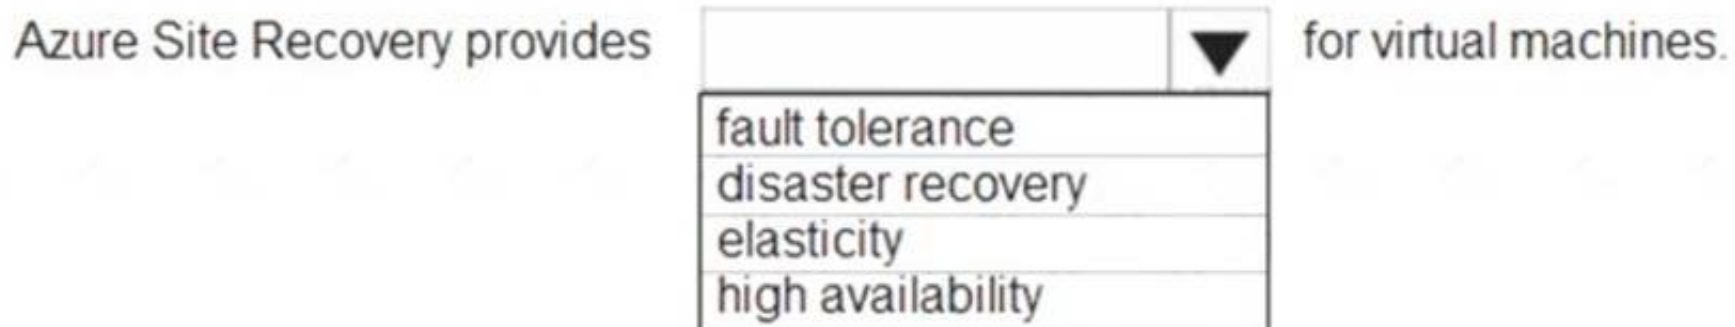 Azure Site Recovery provides for virtual machines.
fault tolerance
disaster recovery
elasticity
high availability